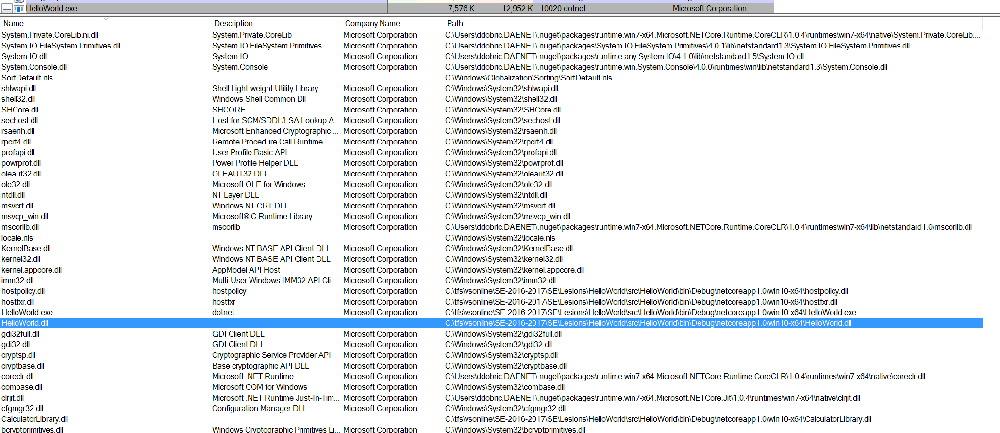 HelloWorld.exe 7,576 K 12,952 K 10020 dotnet Microsoft Corporation
Name Description Company Name Path
System.Private.CoreLib.ni.dll System.Private.CoreLib Microsoft Corporation C:\Users\ddobric.DAENET\.nuget\packages\runtime.win7-x64.Microsoft.NETCore.Runtime.CoreCLR\1.0.4\runtimes\win7-x64\native\System.Private.CoreLib....
System.IO.FileSystem.Primitives.dll System.IO.FileSystem.Primitives Microsoft Corporation C:\Users\ddobric.DAENET\.nuget\packages\System.IO.FileSystem.Primitives\4.0.1\lib\netstandard1.3\System.IO.FileSystem.Primitives.dll
System.IO.dll System.IO Microsoft Corporation C:\Users\ddobric.DAENET\.nuget\packages\runtime.any.System.IO\4.1.0\lib\netstandard1.5\System.IO.dll
System.Console.dll System.Console Microsoft Corporation C:\Users\ddobric.DAENET\.nuget\packages\runtime.win.System.Console\4.0.0\runtimes\win\lib\netstandard1.3\System.Console.dll
SortDefault.nls C:\Windows\Globalization\Sorting\SortDefault.nls
shlwapi.dll Shell Light-weight Utility Library Microsoft Corporation C:\Windows\System32\shlwapi.dll
shell32.dll Windows Shell Common Dll Microsoft Corporation C:\Windows\System32\shell32.dll
SHCore.dll SHCORE Microsoft Corporation C:\Windows\System32\SHCore.dll
sechost.dll Host for SCM/SDDL/LSA Lookup A... Microsoft Corporation C:\Windows\System32\sechost.dll
rsaenh.dll Microsoft Enhanced Cryptographic ... Microsoft Corporation C:\Windows\System32\rsaenh.dll
rpcrt4.dll Remote Procedure Call Runtime Microsoft Corporation C:\Windows\System32\rpcrt4.dll
profapi.dll User Profile Basic API Microsoft Corporation C:\Windows\System32\profapi.dll
powrprof.dll Power Profile Helper DLL Microsoft Corporation C:\Windows\System32\powrprof.dll
oleaut32.dll OLEAUT32.DLL Microsoft Corporation C:\Windows\System32\oleaut32.dll
ole32.dll Microsoft OLE for Windows Microsoft Corporation C:\Windows\System32\ole32.dll
ntdll.dll NT Layer DLL Microsoft Corporation C:\Windows\System32\ntdll.dll
msvcrt.dll Windows NT CRT DLL Microsoft Corporation C:\Windows\System32\msvcrt.dll
msvcp_win.dll Microsoft® C Runtime Library Microsoft Corporation C:\Windows\System32\msvcp_win.dll
mscorlib.dll mscorlib Microsoft Corporation C:\Users\ddobric.DAENET\.nuget\packages\runtime.win7-x64.Microsoft.NETCore.Runtime.CoreCLR\1.0.4\runtimes\win7-x64\lib\netstandard1.0\mscorlib.dll
locale.nls C:\Windows\System32\locale.nls
KernelBase.dll Windows NT BASE API Client DLL Microsoft Corporation C:\Windows\System32\KernelBase.dll
kernel32.dll Windows NT BASE API Client DLL Microsoft Corporation C:\Windows\System32\kernel32.dll
kernel.appcore.dll AppModel API Host Microsoft Corporation C:\Windows\System32\kernel.appcore.dll
imm32.dll Multi-User Windows IMM32 API Cli... Microsoft Corporation C:\Windows\System32\imm32.dll
hostpolicy.dll hostpolicy Microsoft Corporation C:\tfs\vsonline\SE-2016-2017\SE\Lesions\HelloWorld\src\HelloWorld\bin\Debug\netcoreapp1.0\win10-x64\hostpolicy.dll
hostfxr.dll hostfxr Microsoft Corporation C:\tfs\vsonline\SE-2016-2017\SE\Lesions\HelloWorld\src\HelloWorld\bin\Debug\netcoreapp1.0\win10-x64\hostfxr.dll
HelloWorld.exe dotnet Microsoft Corporation C:\tfs\vsonline\SE-2016-2017\SE\Lesions\HelloWorld\src\HelloWorld\bin\Debug\netcoreapp1.0\win10-x64\HelloWorld.exe
HelloWorld.dll C:\tfs\vsonline\SE-2016-2017\SE\Lesions\HelloWorld\src\HelloWorld\bin\Debug\netcoreapp1.0\win10-x64\HelloWorld.dll
gdi32full.dll GDI Client DLL Microsoft Corporation C:\Windows\System32\gdi32full.dll
gdi32.dll GDI Client DLL Microsoft Corporation C:\Windows\System32\gdi32.dll
cryptsp.dll Cryptographic Service Provider API Microsoft Corporation C:\Windows\System32\cryptsp.dll
cryptbase.dll Base cryptographic API DLL Microsoft Corporation C:\Windows\System32\cryptbase.dll
coreclr.dll Microsoft .NET Runtime Microsoft Corporation C:\Users\ddobric.DAENET\.nuget\packages\runtime.win7-x64.Microsoft.NETCore.Runtime.CoreCLR\1.0.4\runtimes\win7-x64\native\coreclr.dll
combase.dll Microsoft COM for Windows Microsoft Corporation C:\Windows\System32\combase.dll
clrjit.dll Microsoft .NET Runtime Just-In-Tim... Microsoft Corporation C:\Users\ddobric.DAENET\.nuget\packages\runtime.win7-x64.Microsoft.NETCore.Jit\1.0.4\runtimes\win7-x64\native\clrjit.dll
cfgmgr32.dll Configuration Manager DLL Microsoft Corporation C:\Windows\System32\cfgmgr32.dll
CalculatorLibrary.dll C:\tfs\vsonline\SE-2016-2017\SE\Lesions\HelloWorld\src\HelloWorld\bin\Debug\netcoreapp1.0\win10-x64\CalculatorLibrary.dll
bcryptprimitives.dll Windows Cryptographic Primitives Li... Microsoft Corporation C:\Windows\System32\bcryptprimitives.dll